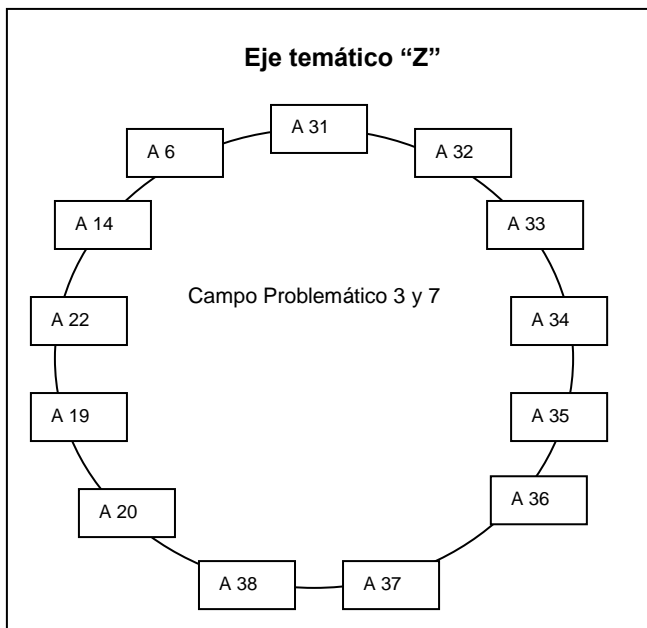 Eje temático “Z”
A 31
A 6
A 32
A 14
A 33
Campo Problemático 3 y 7
A 22
A 34
A 19
A 35
A 36
A 20
A 38
A 37